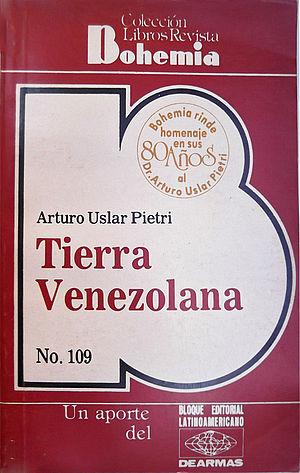 Colección
Libros Revista
Bohemia
Bohemia rinde
homenaje
en sus
80 AÑOS
al
Dr. Arturo Uslar Pietri
Arturo Uslar Pietri
Tierra
Venezolana
No. 109
Un aporte
del
BLOQUE EDITORIAL
LATINOAMERICANO
DEARMAS